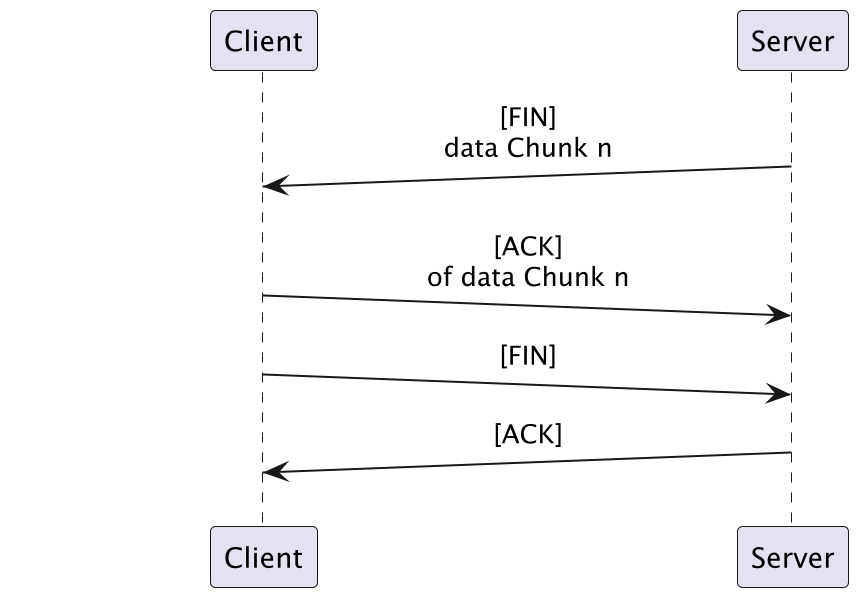 Client
Server
[FIN]
data Chunk n
[ACK]
of data Chunk n
[FIN]
[ACK]
Client
Server